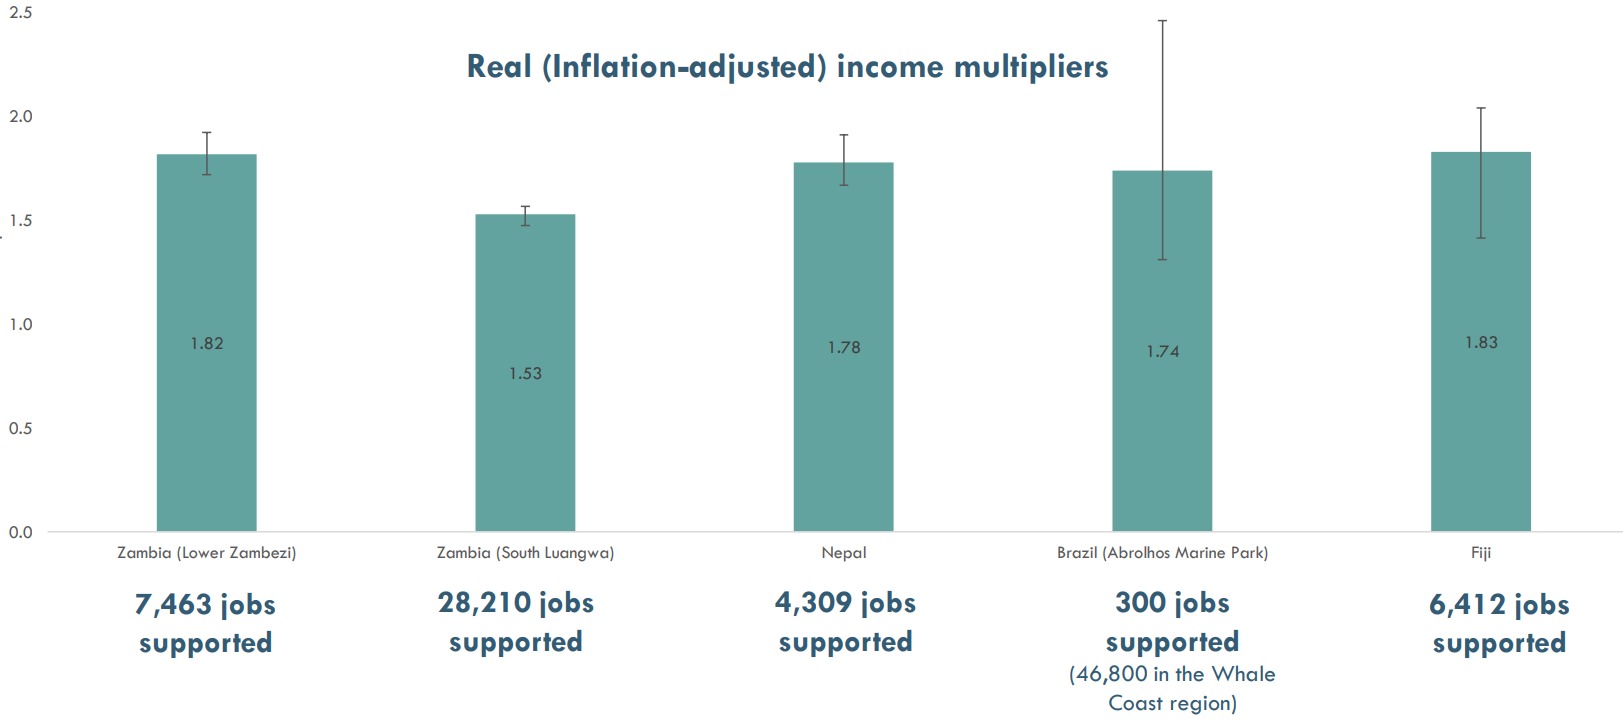 2.5
Real (Inflation-adjusted) income multipliers
2.0
1.5
1.0
0.5
0.0
1.82
1.53
1.78
1.74
1.83
Zambia (Lower Zambezi)
Zambia (South Luangwa)
Nepal
Brazil (Abrolhos Marine Park)
Fiji
7,463 jobs
supported
28,210 jobs
supported
4,309 jobs
supported
300 jobs
supported
(46,800 in the Whale
Coast region)
6,412 jobs
supported